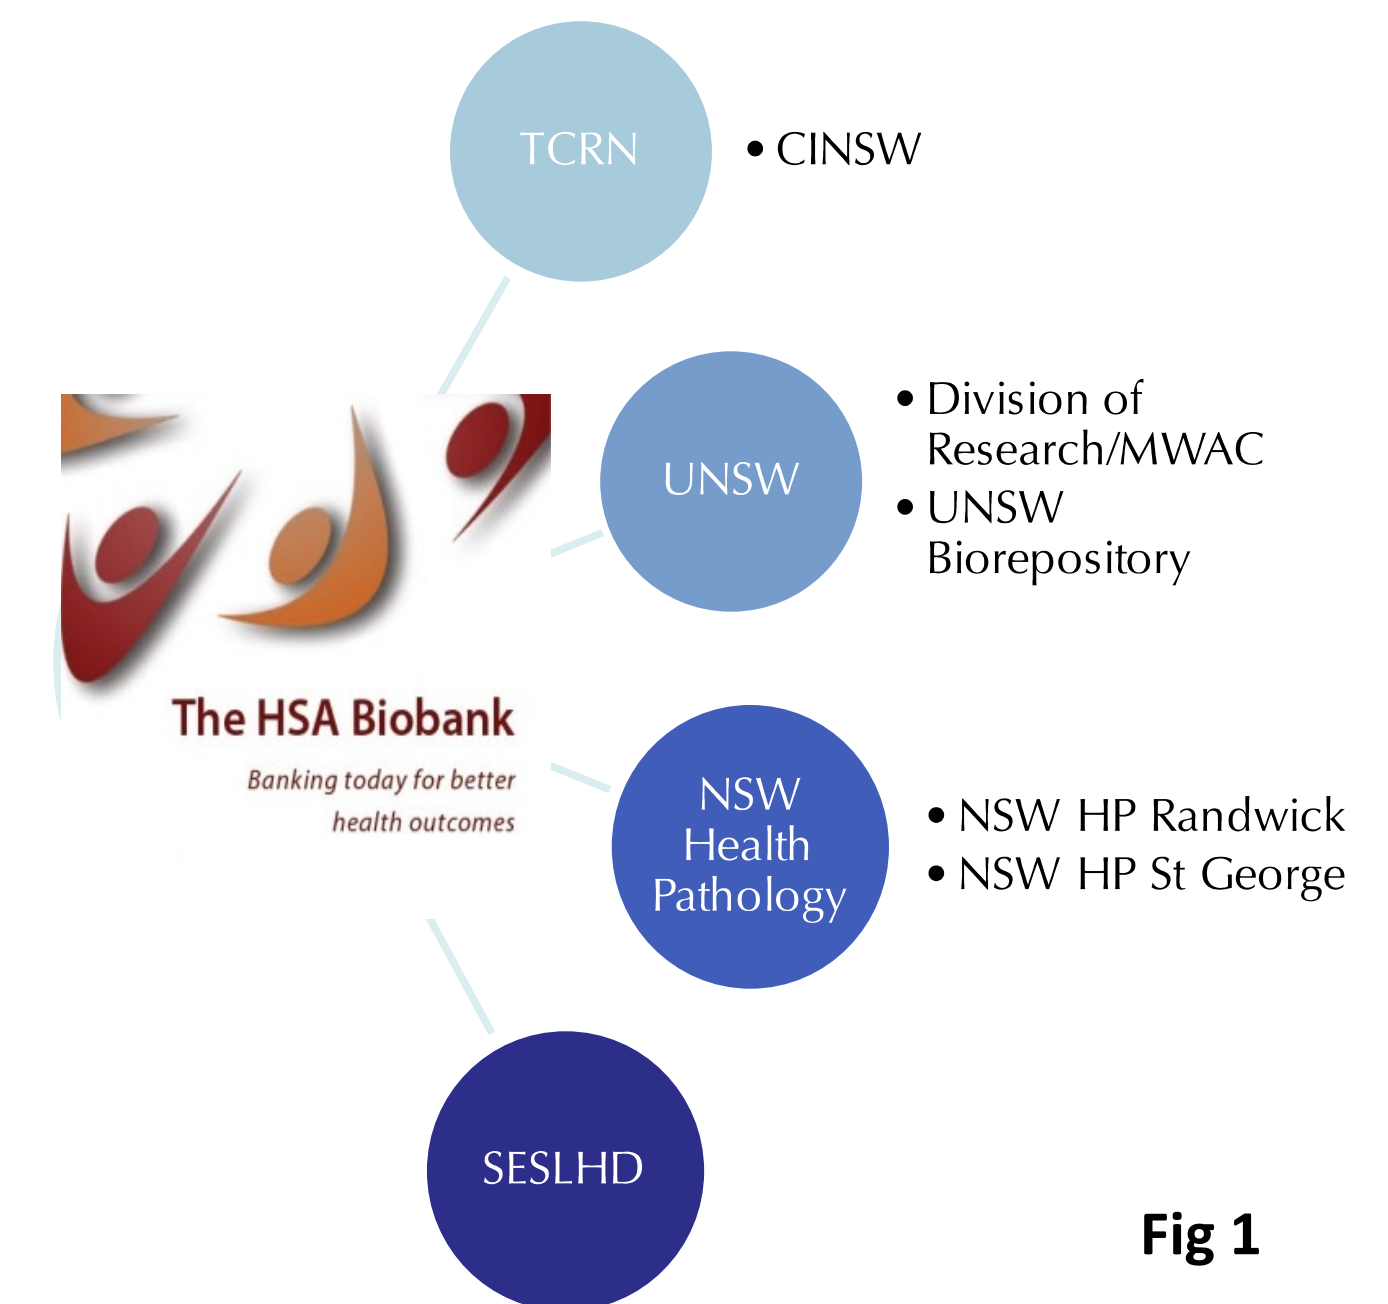 TCRN
• CINSW
UNSW
• Division of
Research/MWAC
• UNSW
Biorepository
The HSA Biobank
Banking today for better
health outcomes
NSW
Health
Pathology
• NSW HP Randwick
• NSW HP St George
SESLHD
Fig 1